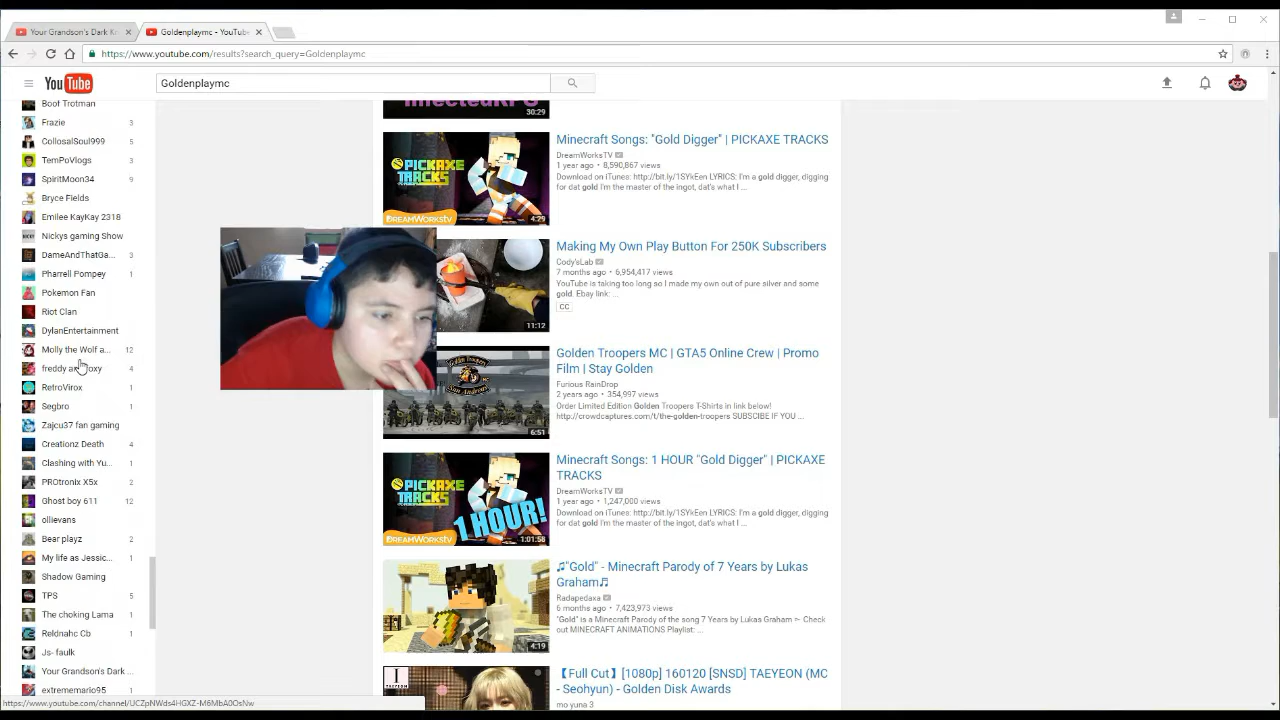 Your Grandson's Dark K
Goldenplaymc - YouTub
https://www.youtube.com/results?search_query=Goldenplaymc
YouTube
Goldenplaymc
Boof Trotman
Frazie 3
CollosalSoul999 5
TemPoVlogs 3
SpiritMoon34 9
Bryce Fields
Emilee KayKay 2318
Nickys gaming Show
DameAndThatGa... 3
Pharrell Pompey 1
Pokemon Fan
Riot Clan
DylanEntertainment
Molly the Wolf a... 12
freddy an foxy 4
RetroVirox 1
Segbro 1
Zajcu37 fan gaming
Creationz Death 4
Clashing with Yu... 1
PROtronix X5x 2
Ghost boy 611 12
ollievans
Bear playz 2
My life as Jessic... 1
Shadow Gaming
TPS 5
The choking Lama 1
Reldnahc Cb 1
Js- faulk
Your Grandson's Dark ...
extrememario95 1
https://www.youtube.com/channel/UCZpNWds4HGXZ-M6MbA0OsNw
30:29
PICKAXE
TRACKS
DREAMWORKStv
4:29
Minecraft Songs: "Gold Digger" | PICKAXE TRACKS
DreamWorksTV
1 year ago • 8,590,867 views
Download on iTunes: http://bit.ly/1SYkEen LYRICS: I'm a gold digger, digging
for dat gold I'm the master of the ingot, dat's what I ...
11:12
Making My Own Play Button For 250K Subscribers
Cody'sLab
7 months ago • 6,954,417 views
YouTube is taking too long so I made my own out of pure silver and some
gold. Ebay link: ...
CC
6:51
Golden Troopers MC | GTA5 Online Crew | Promo
Film | Stay Golden
Furious RainDrop
2 years ago • 354,997 views
Order Limited Edition Golden Troopers T-Shirts in link below!
http://crowdcaptures.com/t/the-golden-troopers SUBSCIBE IF YOU ...
PICKAXE
TRACKS
1 HOUR!
DREAMWORKStv
1:01:58
Minecraft Songs: 1 HOUR "Gold Digger" | PICKAXE
TRACKS
DreamWorksTV
1 year ago • 1,247,000 views
Download on iTunes: http://bit.ly/1SYkEen LYRICS: I'm a gold digger, digging
for dat gold I'm the master of the ingot, dat's what I ...
4:19
♫"Gold" - Minecraft Parody of 7 Years by Lukas
Graham♫
Radapedaxa
6 months ago • 7,423,973 views
"Gold" is a Minecraft Parody of the song 7 Years by Lukas Graham ➣ Check
out MINECRAFT ANIMATIONS Playlist: ...
【Full Cut】[1080p] 160120 [SNSD] TAEYEON (MC
- Seohyun) - Golden Disk Awards
mo yuna 3